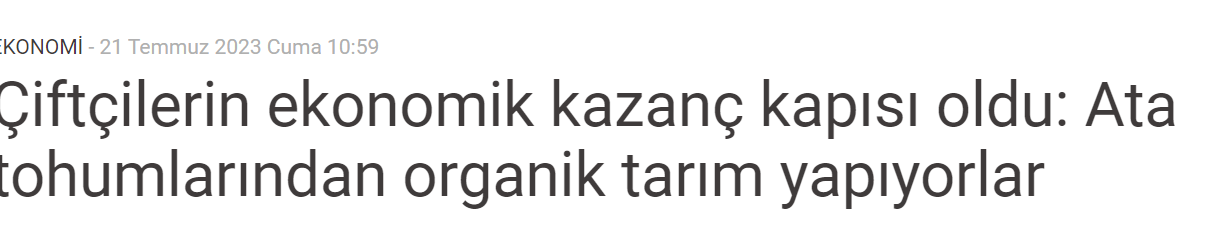 EKONOMİ - 21 Temmuz 2023 Cuma 10:59
Çiftçilerin ekonomik kazanç kapısı oldu: Ata
tohumlarından organik tarım yapıyorlar